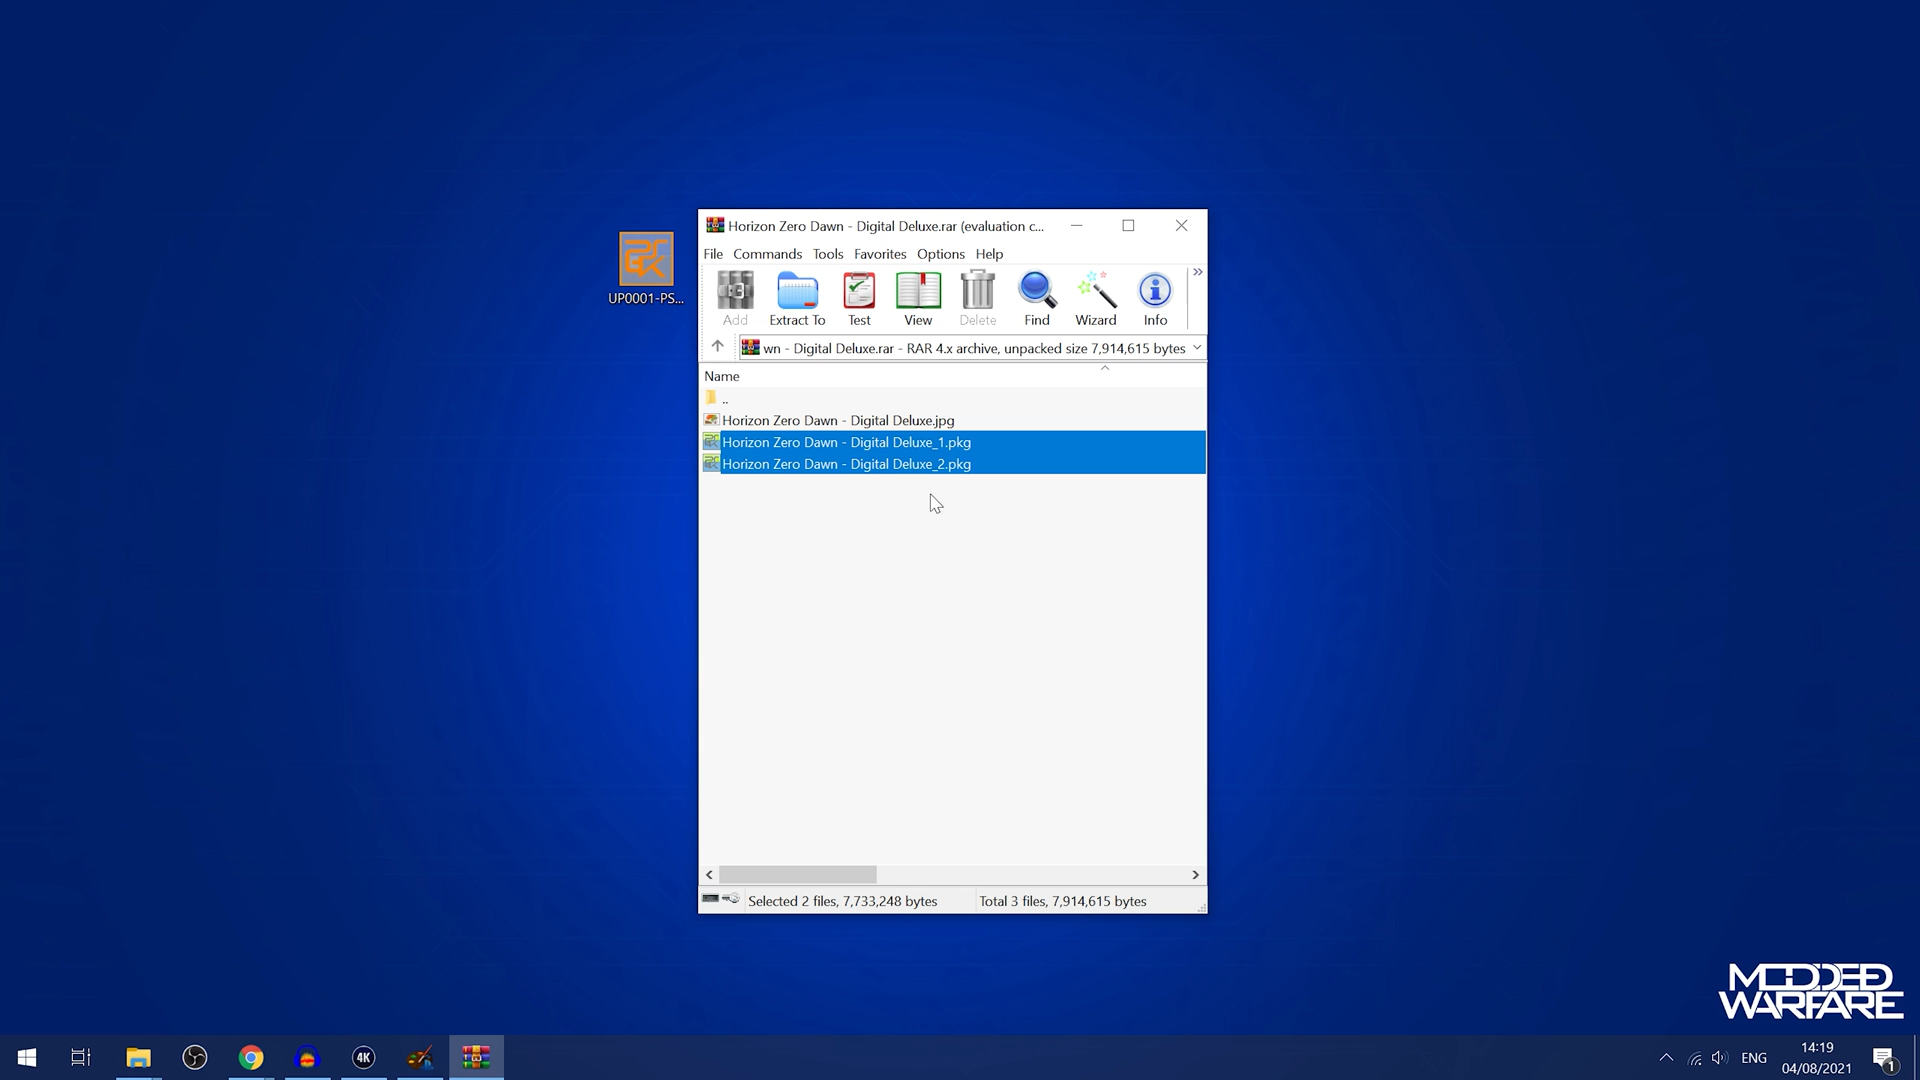 UP0001-PS...
Horizon Zero Dawn - Digital Deluxe.rar (evaluation c...
File Commands Tools Favorites Options Help
Add Extract To Test View Delete Find Wizard Info
wn - Digital Deluxe.rar - RAR 4.x archive, unpacked size 7,914,615 bytes
Name
..
Horizon Zero Dawn - Digital Deluxe.jpg
Horizon Zero Dawn - Digital Deluxe_1.pkg
Horizon Zero Dawn - Digital Deluxe_2.pkg
Selected 2 files, 7,733,248 bytes
Total 3 files, 7,914,615 bytes
MODDED
WARFARE
4K
ENG
14:19
04/08/2021
1